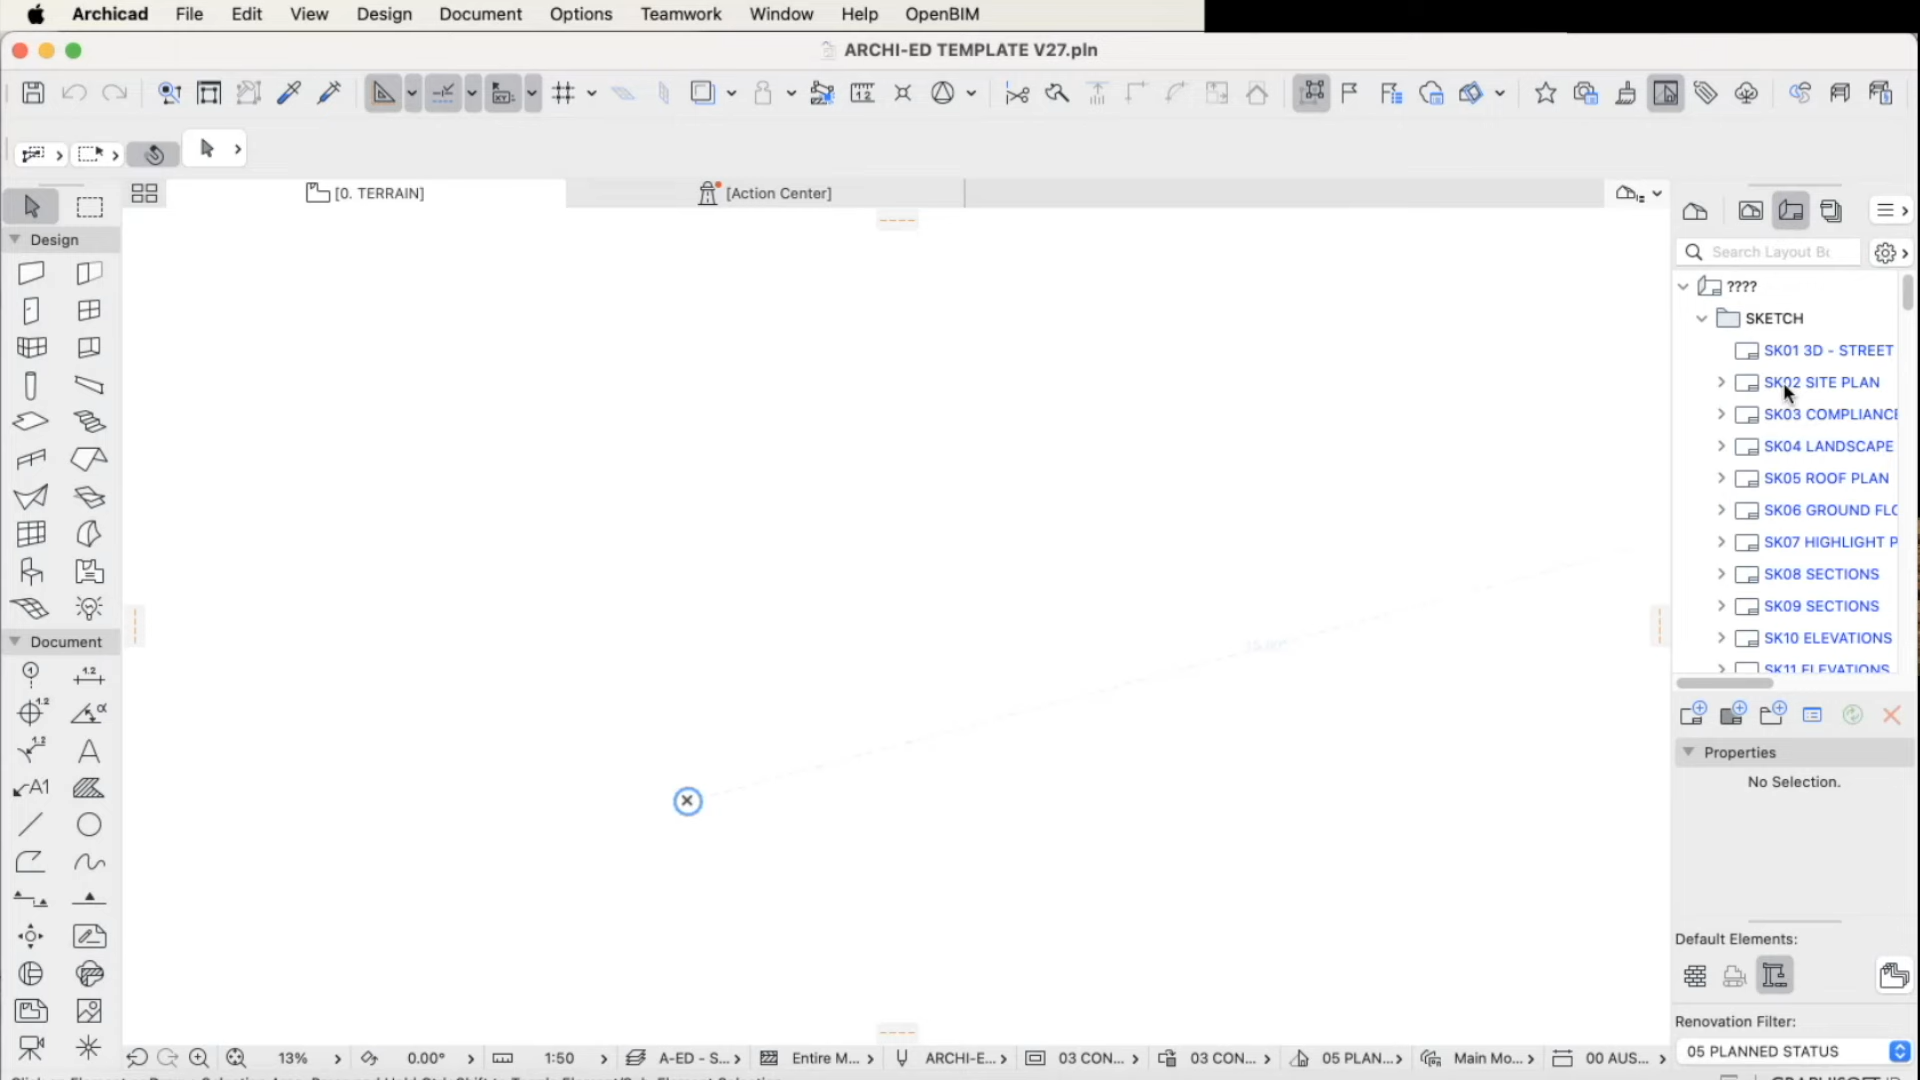 Archicad File Edit View Design Document Options Teamwork Window Help OpenBIM
ARCHI-ED TEMPLATE V27.pln
[0. TERRAIN]
[Action Center]
Design
Document
Search Layout Bo
????
SKETCH
SK01 3D - STREET
SK02 SITE PLAN
SK03 COMPLIANCE
SK04 LANDSCAPE
SK05 ROOF PLAN
SK06 GROUND FLO
SK07 HIGHLIGHT P
SK08 SECTIONS
SK09 SECTIONS
SK10 ELEVATIONS
SK11 ELEVATIONS
Properties
No Selection.
Default Elements:
Renovation Filter:
05 PLANNED STATUS
13% 0.00° 1:50 A-ED - S... Entire M... ARCHI-E... 03 CON... 03 CON... 05 PLAN... Main Mo... 00 AUS...